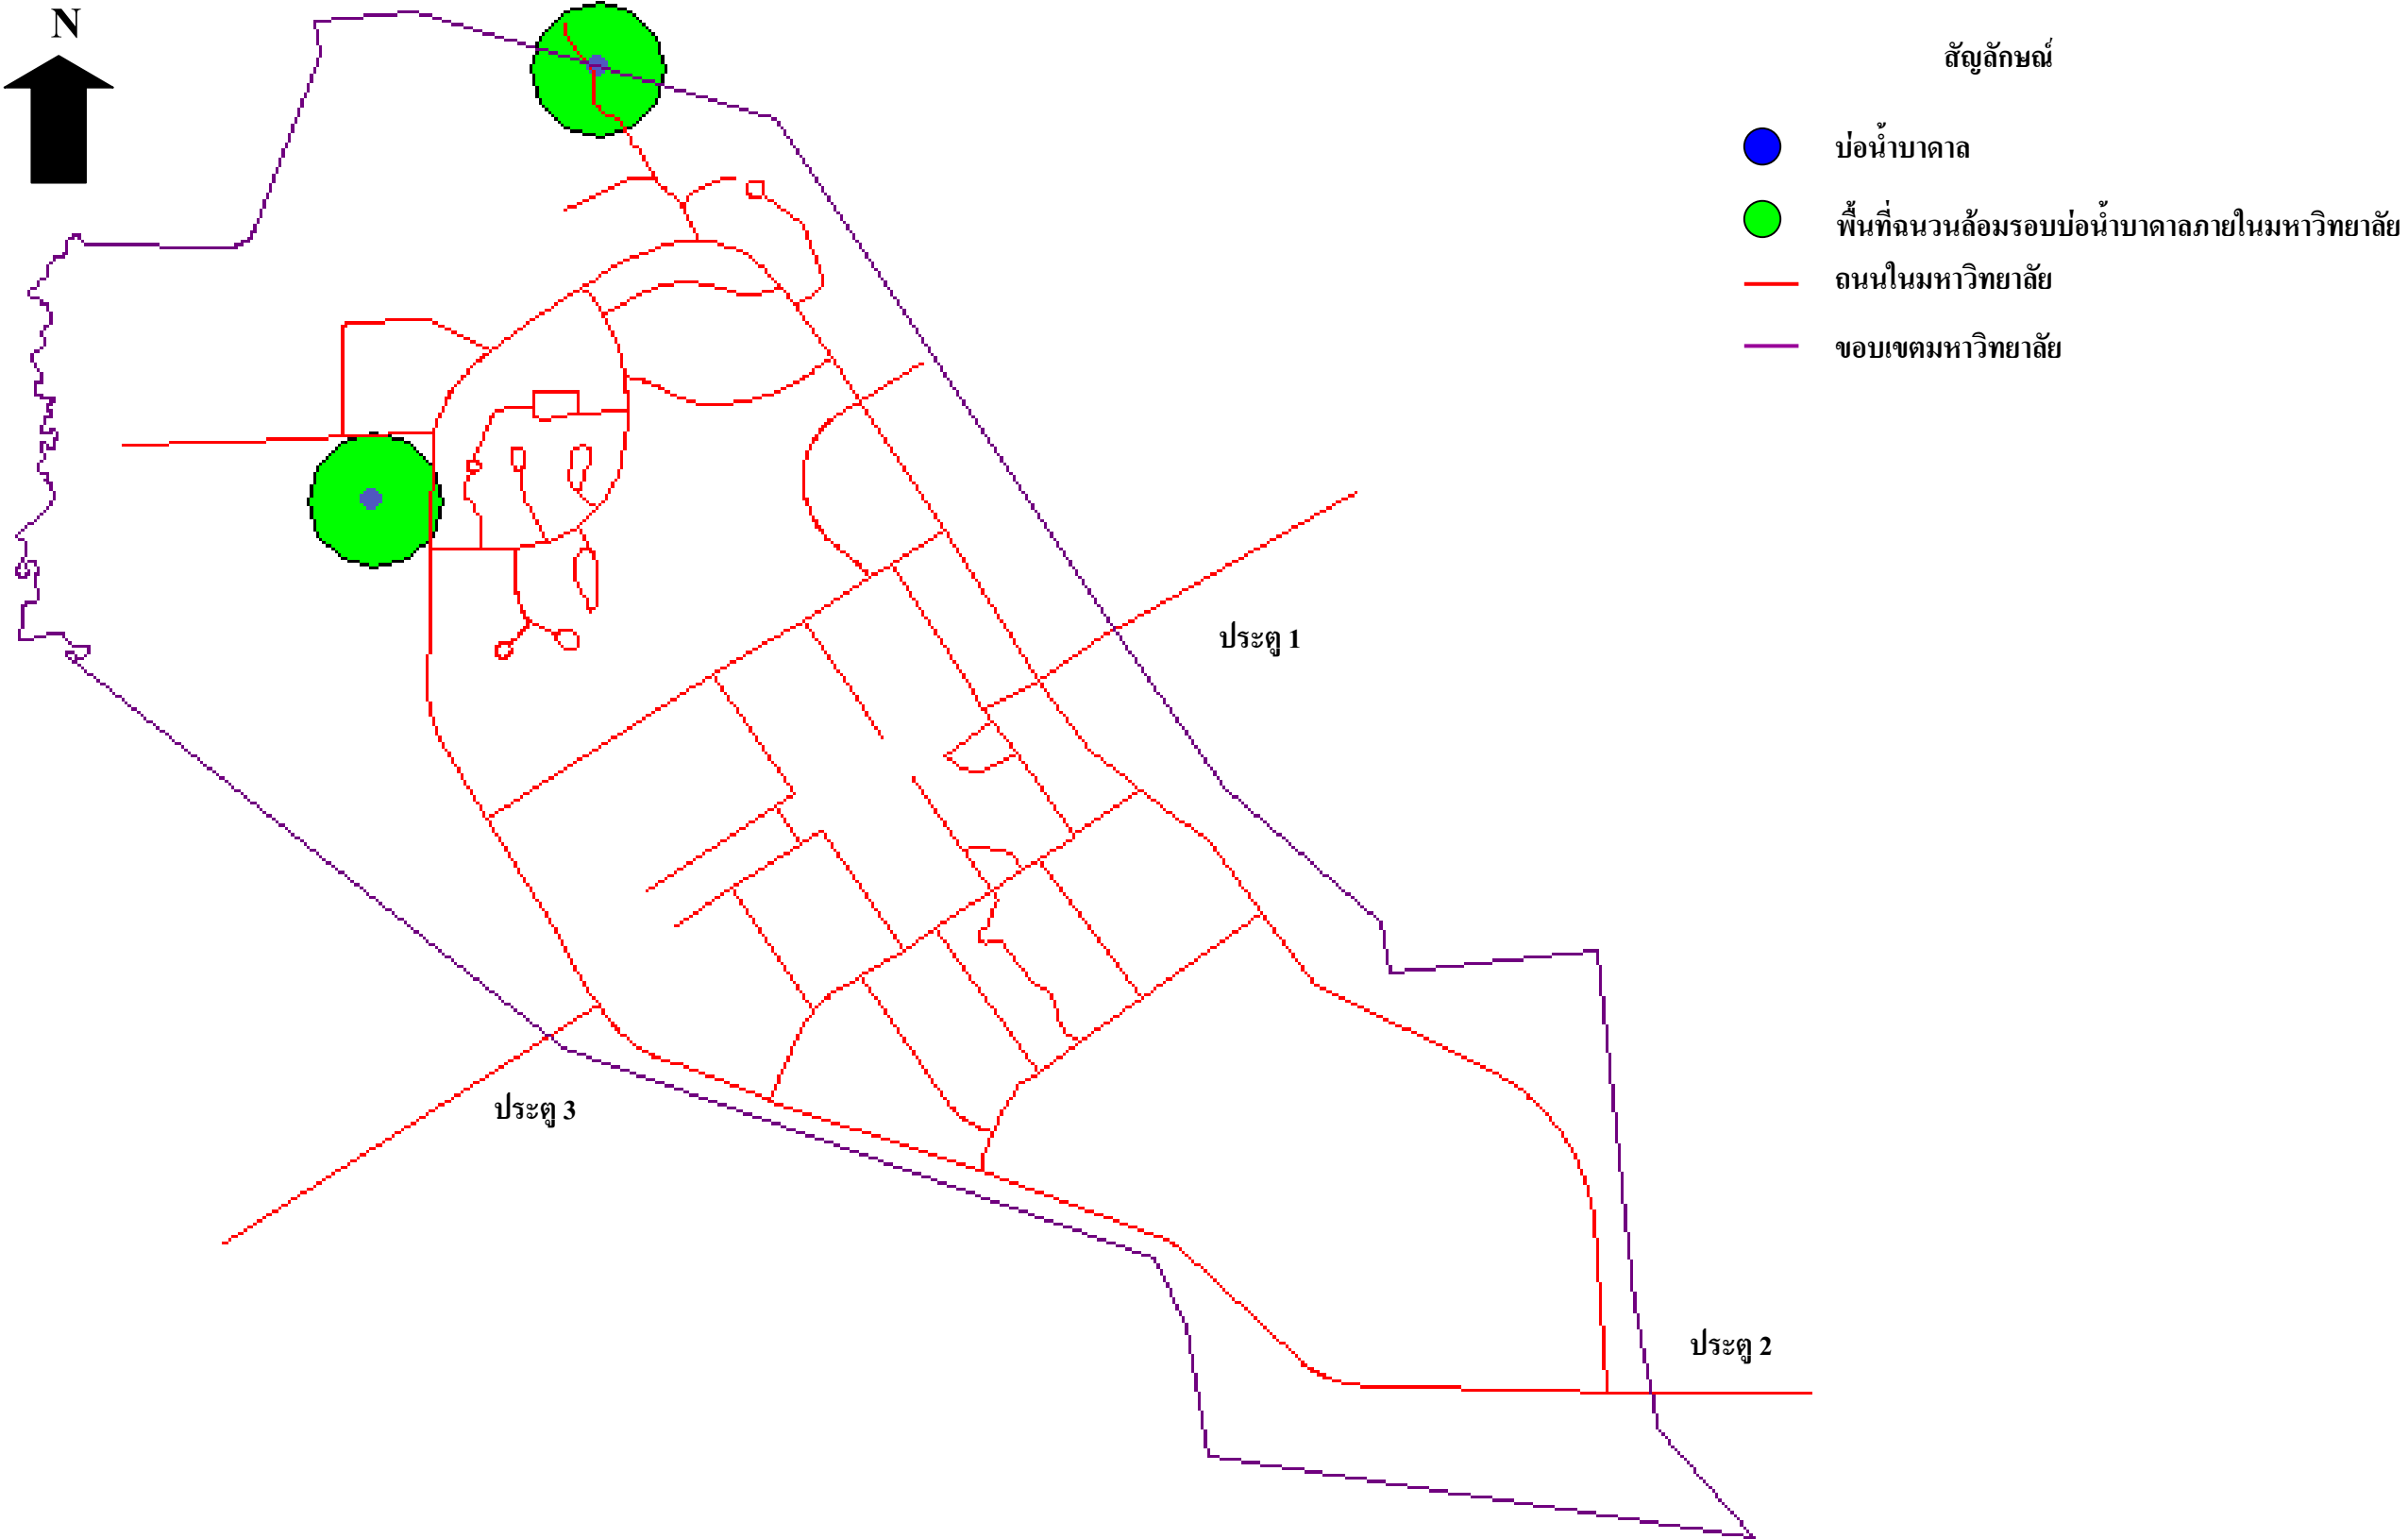 N
สัญลักษณ์
บ่อน้ำบาดาล
พื้นที่ฉนวนล้อมรอบบ่อน้ำบาดาลภายในมหาวิทยาลัย
ถนนในมหาวิทยาลัย
ขอบเขตมหาวิทยาลัย
ประตู 1
ประตู 3
ประตู 2